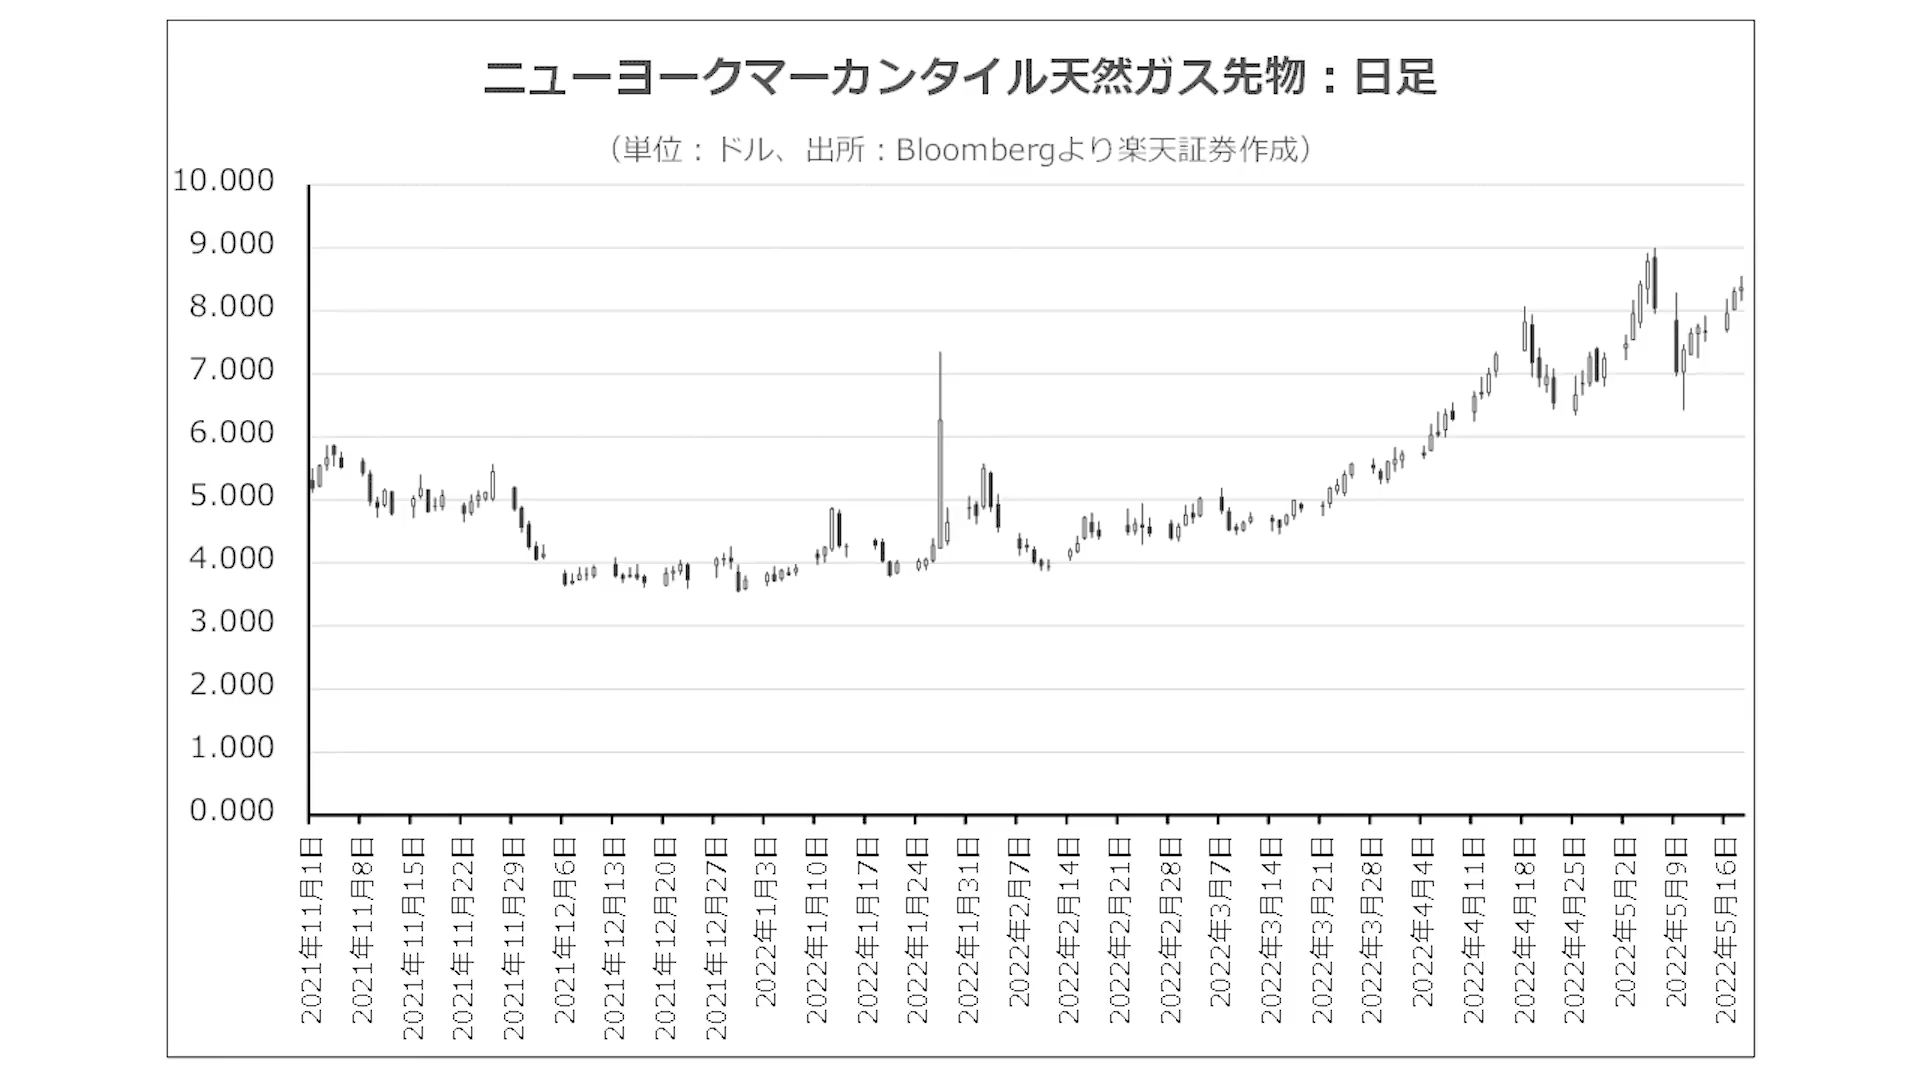 ニューヨークマーカンタイル天然ガス先物：日足
（単位：ドル、出所：Bloombergより楽天証券作成）
10.000
9.000
8.000
7.000
6.000
5.000
4.000
3.000
2.000
1.000
0.000
2021年11月1日
2021年11月8日
2021年11月15日
2021年11月22日
2021年11月29日
2021年12月6日
2021年12月13日
2021年12月20日
2021年12月27日
2022年1月3日
2022年1月10日
2022年1月17日
2022年1月24日
2022年1月31日
2022年2月7日
2022年2月14日
2022年2月21日
2022年2月28日
2022年3月7日
2022年3月14日
2022年3月21日
2022年3月28日
2022年4月4日
2022年4月11日
2022年4月18日
2022年4月25日
2022年5月2日
2022年5月9日
2022年5月16日